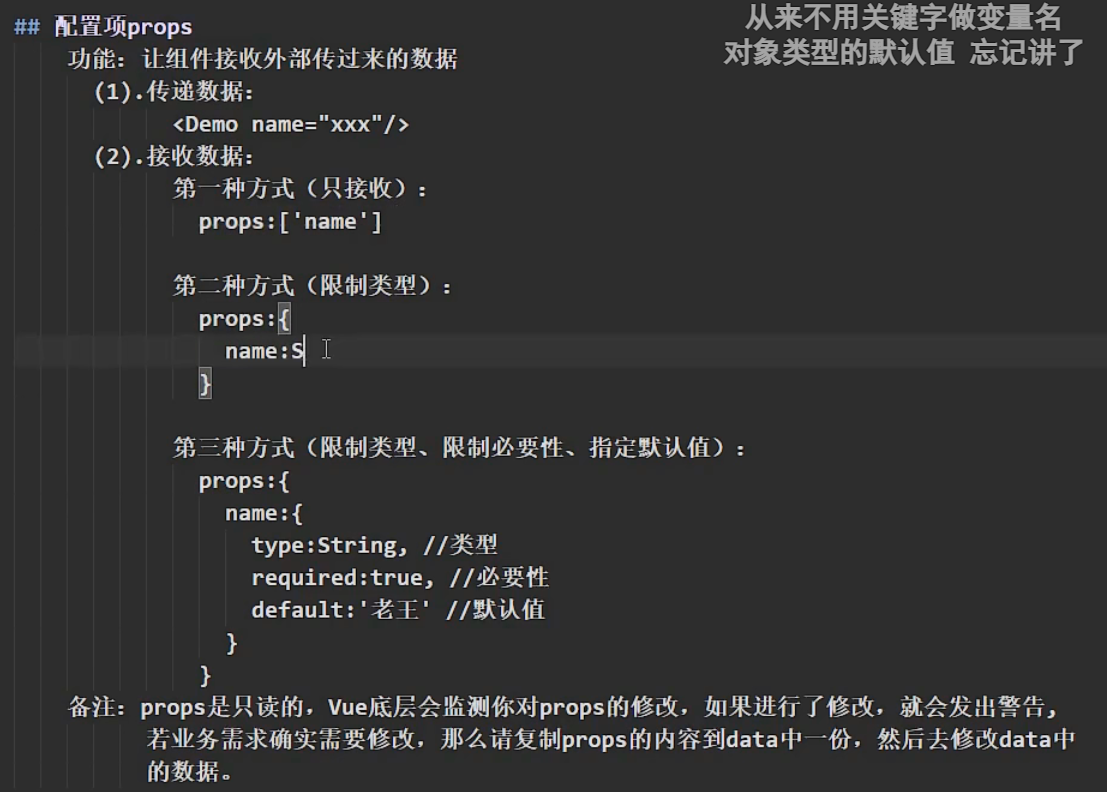 ## 配置项props
从来不用关键字做变量名
对象类型的默认值 忘记讲了
功能：让组件接收外部传过来的数据
(1).传递数据：
<Demo name="xxx"/>
(2).接收数据：
第一种方式（只接收）：
props:['name']
第二种方式（限制类型）：
props:{
name:S
}
第三种方式（限制类型、限制必要性、指定默认值）：
props:{
name:{
type:String, //类型
required:true, //必要性
default:'老王' //默认值
}
}
备注：props是只读的，Vue底层会监测你对props的修改，如果进行了修改，就会发出警告，
若业务需求确实需要修改，那么请复制props的内容到data中一份，然后去修改data中
的数据。